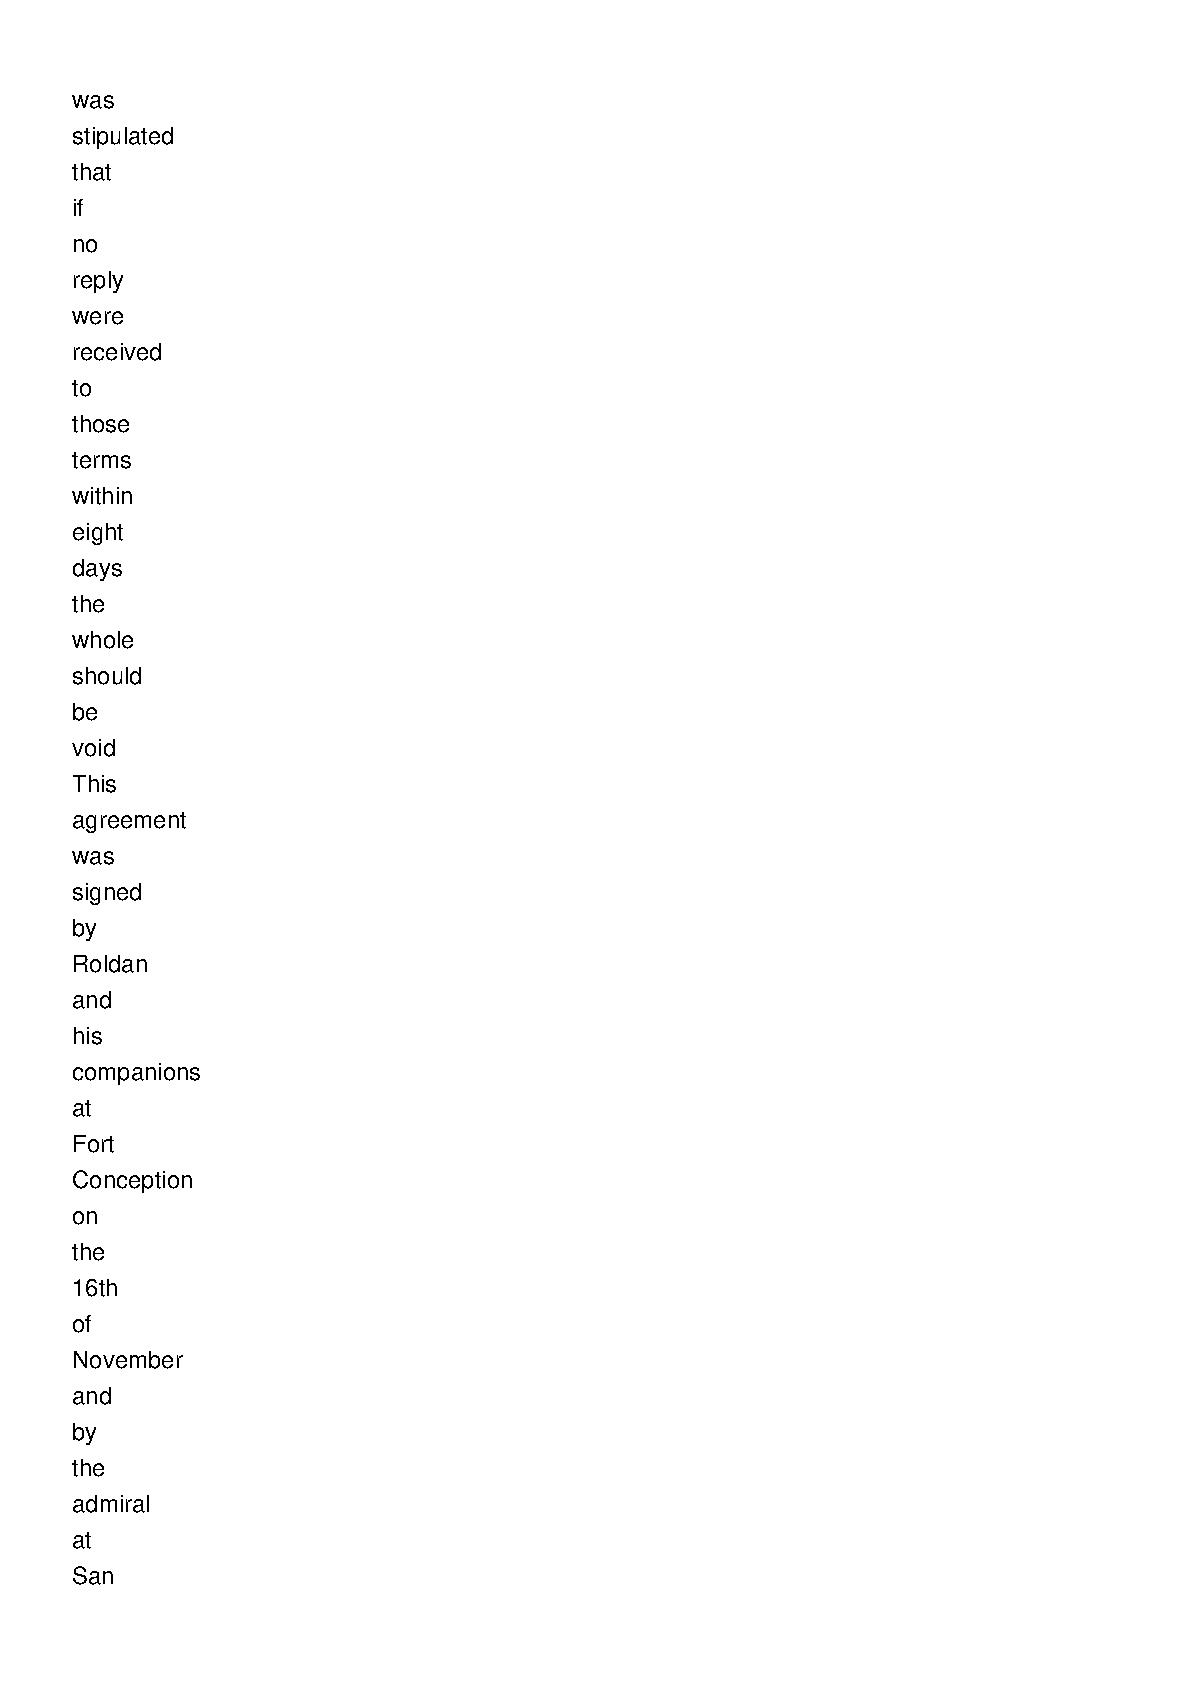 was
stipulated
that
if
no
reply
were
received
to
those
terms
within
eight
days
the
whole
should
be
void
This
agreement
was
signed
by
Roldan
and
his
companions
at
Fort
Conception
on
the
16th
of
November
and
by
the
admiral
at
San